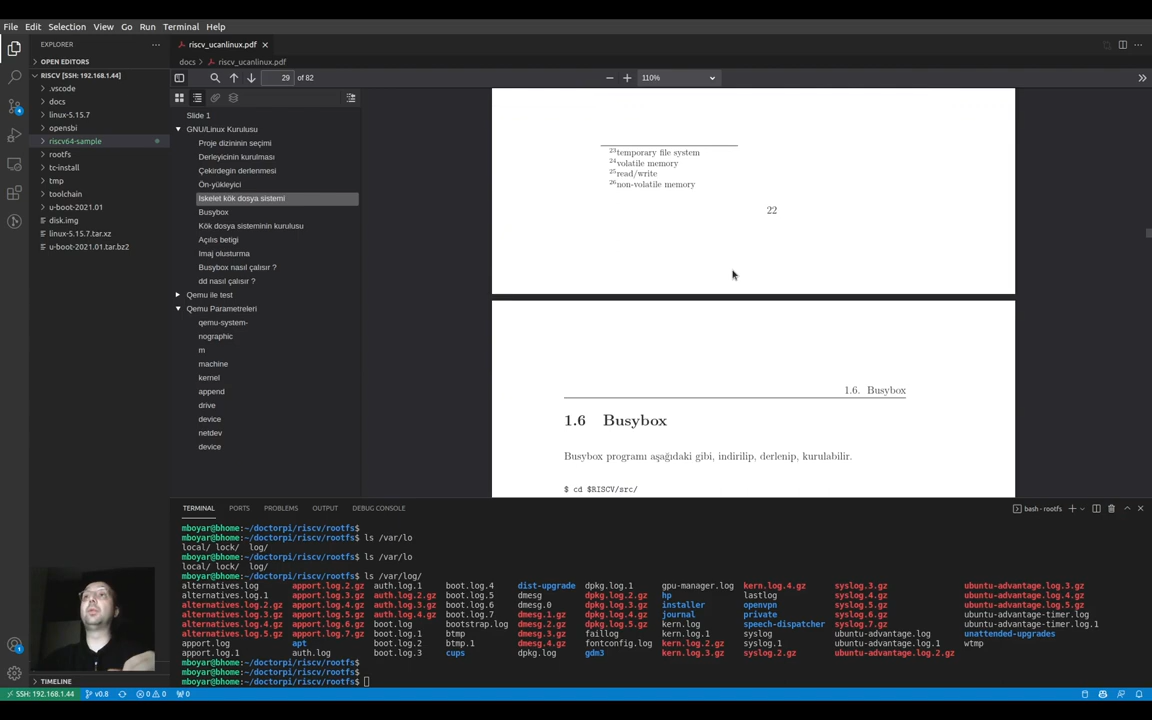 File Edit Selection View Go Run Terminal Help
EXPLORER
OPEN EDITORS
RISCV [SSH: 192.168.1.44]
.vscode
docs
linux-5.15.7
opensbi
riscv64-sample
rootfs
tc-install
tmp
toolchain
u-boot-2021.01
disk.img
linux-5.15.7.tar.xz
u-boot-2021.01.tar.bz2
TIMELINE
riscv_ucanlinux.pdf
docs > riscv_ucanlinux.pdf
29 of 82
110%
Slide 1
GNU/Linux Kurulusu
Proje dizininin seçimi
Derleyicinin kurulması
Çekirdegin derlenmesi
Ön-yükleyici
Iskelet kök dosya sistemi
Busybox
Kök dosya sisteminin kurulusu
Açılıs betigi
Imaj olusturma
Busybox nasıl çalısır ?
dd nasıl çalısır ?
Qemu ile test
Qemu Parametreleri
qemu-system-
nographic
m
machine
kernel
append
drive
device
netdev
device
23temporary file system
24volatile memory
25read/write
26non-volatile memory
22
1.6. Busybox
1.6 Busybox
Busybox programı aşağıdaki gibi, indirilip, derlenip, kurulabilir.
$ cd $RISCV/src/
TERMINAL PORTS PROBLEMS OUTPUT DEBUG CONSOLE
bash - rootfs
mboyar@bhome:~/doctorpi/riscv/rootfs$
mboyar@bhome:~/doctorpi/riscv/rootfs$ ls /var/lo
local/ lock/ log/
mboyar@bhome:~/doctorpi/riscv/rootfs$ ls /var/lo
local/ lock/ log/
mboyar@bhome:~/doctorpi/riscv/rootfs$ ls /var/log/
alternatives.log apport.log.2.gz auth.log.1 boot.log.4 dist-upgrade dpkg.log.1 gpu-manager.log kern.log.4.gz syslog.3.gz ubuntu-advantage.log.3.gz
alternatives.log.1 apport.log.3.gz auth.log.2.gz boot.log.5 dmesg dpkg.log.2.gz hp lastlog syslog.4.gz ubuntu-advantage.log.4.gz
alternatives.log.2.gz apport.log.4.gz auth.log.3.gz boot.log.6 dmesg.0 dpkg.log.3.gz installer openvpn syslog.5.gz ubuntu-advantage.log.5.gz
alternatives.log.3.gz apport.log.5.gz auth.log.4.gz boot.log.7 dmesg.1.gz dpkg.log.4.gz journal private syslog.6.gz ubuntu-advantage-timer.log
alternatives.log.4.gz apport.log.6.gz boot.log bootstrap.log dmesg.2.gz dpkg.log.5.gz kern.log speech-dispatcher syslog.7.gz ubuntu-advantage-timer.log.1
alternatives.log.5.gz apport.log.7.gz boot.log.1 btmp dmesg.3.gz faillog kern.log.1 syslog ubuntu-advantage.log unattended-upgrades
apport.log apt boot.log.2 btmp.1 dmesg.4.gz fontconfig.log kern.log.2.gz syslog.1 ubuntu-advantage.log.1 wtmp
apport.log.1 auth.log boot.log.3 cups dpkg.log gdm3 kern.log.3.gz syslog.2.gz ubuntu-advantage.log.2.gz
mboyar@bhome:~/doctorpi/riscv/rootfs$
mboyar@bhome:~/doctorpi/riscv/rootfs$
mboyar@bhome:~/doctorpi/riscv/rootfs$
SSH: 192.168.1.44 v0.8 0 0 0